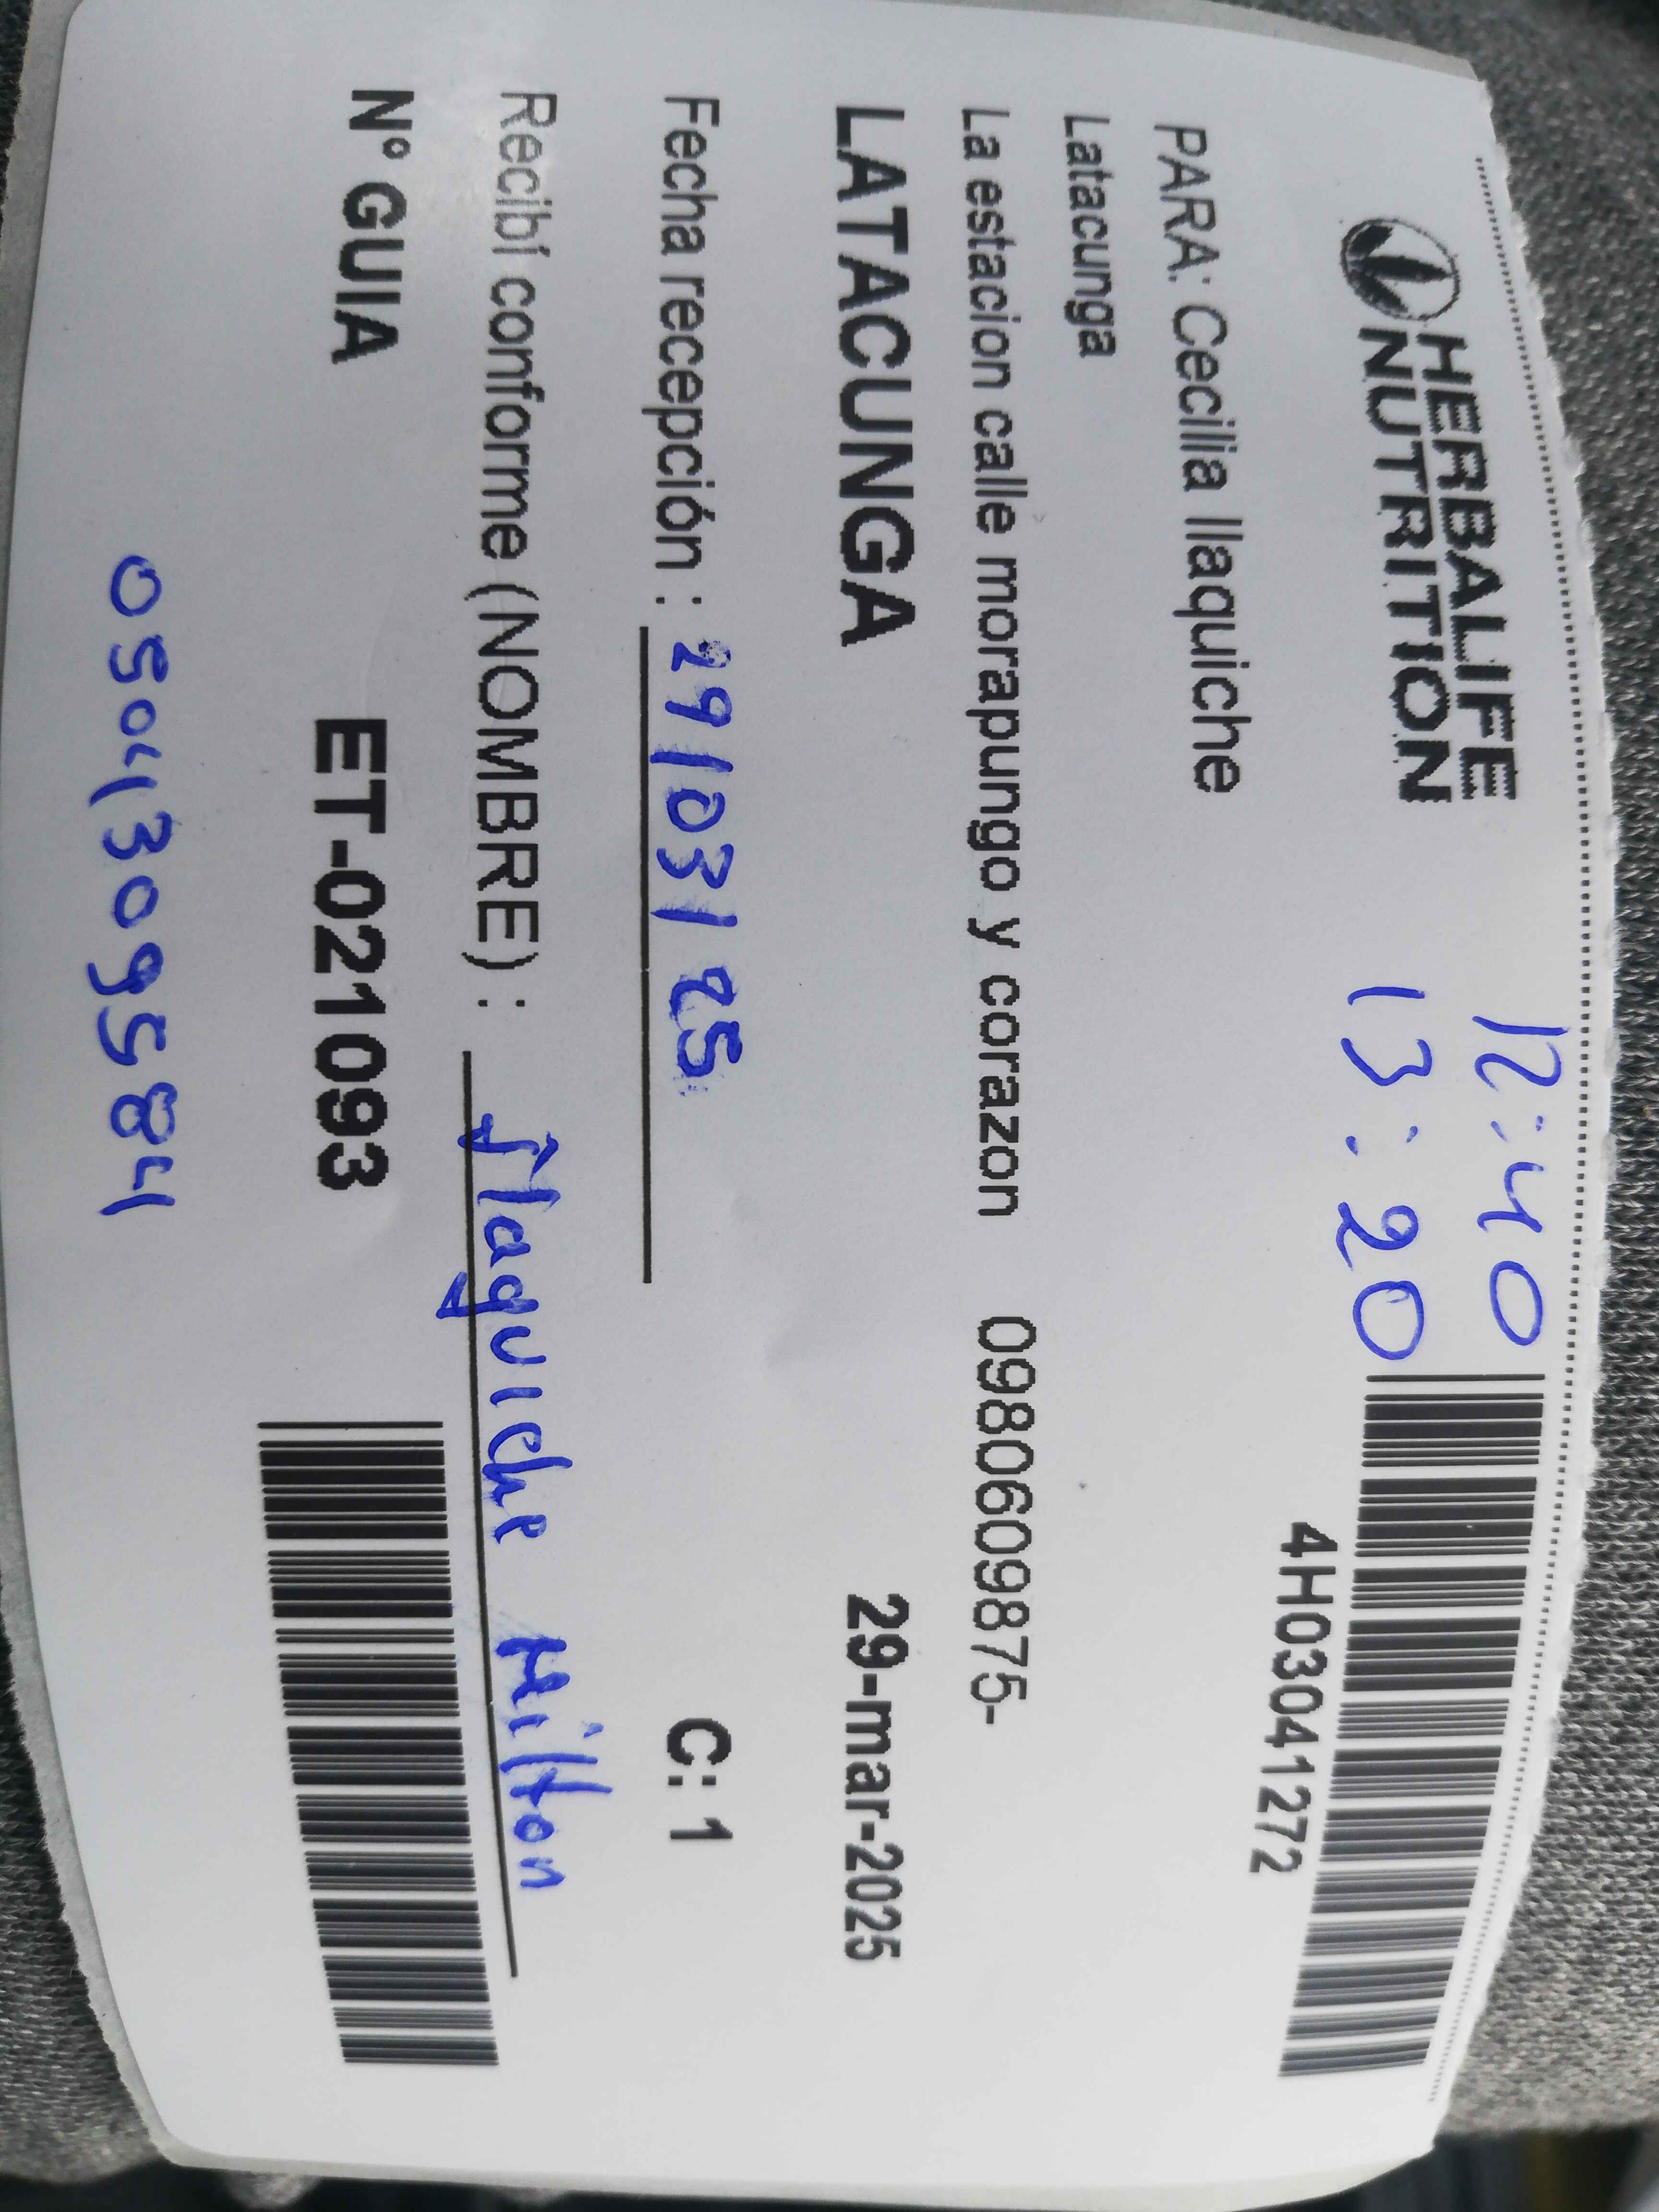 12:40
HERBALIFE
NUTRITION
13:20
4H03041272
PARA: Cecilia llaquiche
Latacunga
La estacion calle morapungo y corazon 0980609875-
LATACUNGA 29-mar-2025
Fecha recepción : 29/03/25 C: 1
Recibí conforme (NOMBRE) : llaquiche Milton
N° GUIA ET-021093
0504309584